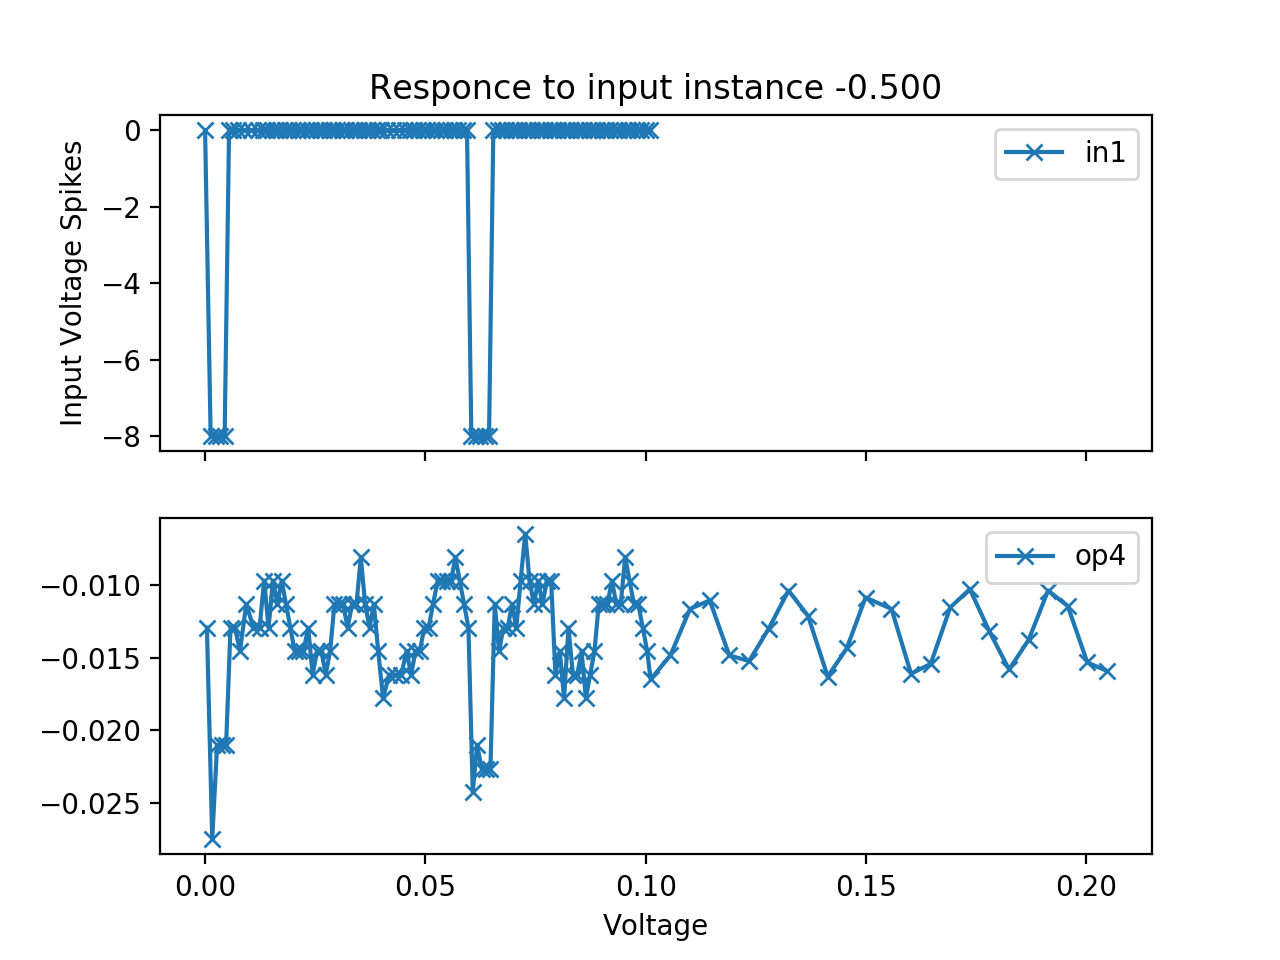 Responce to input instance -0.500
Input Voltage Spikes
0
−2
−4
−6
−8
in1
op4
−0.010
−0.015
−0.020
−0.025
0.00 0.05 0.10 0.15 0.20
Voltage